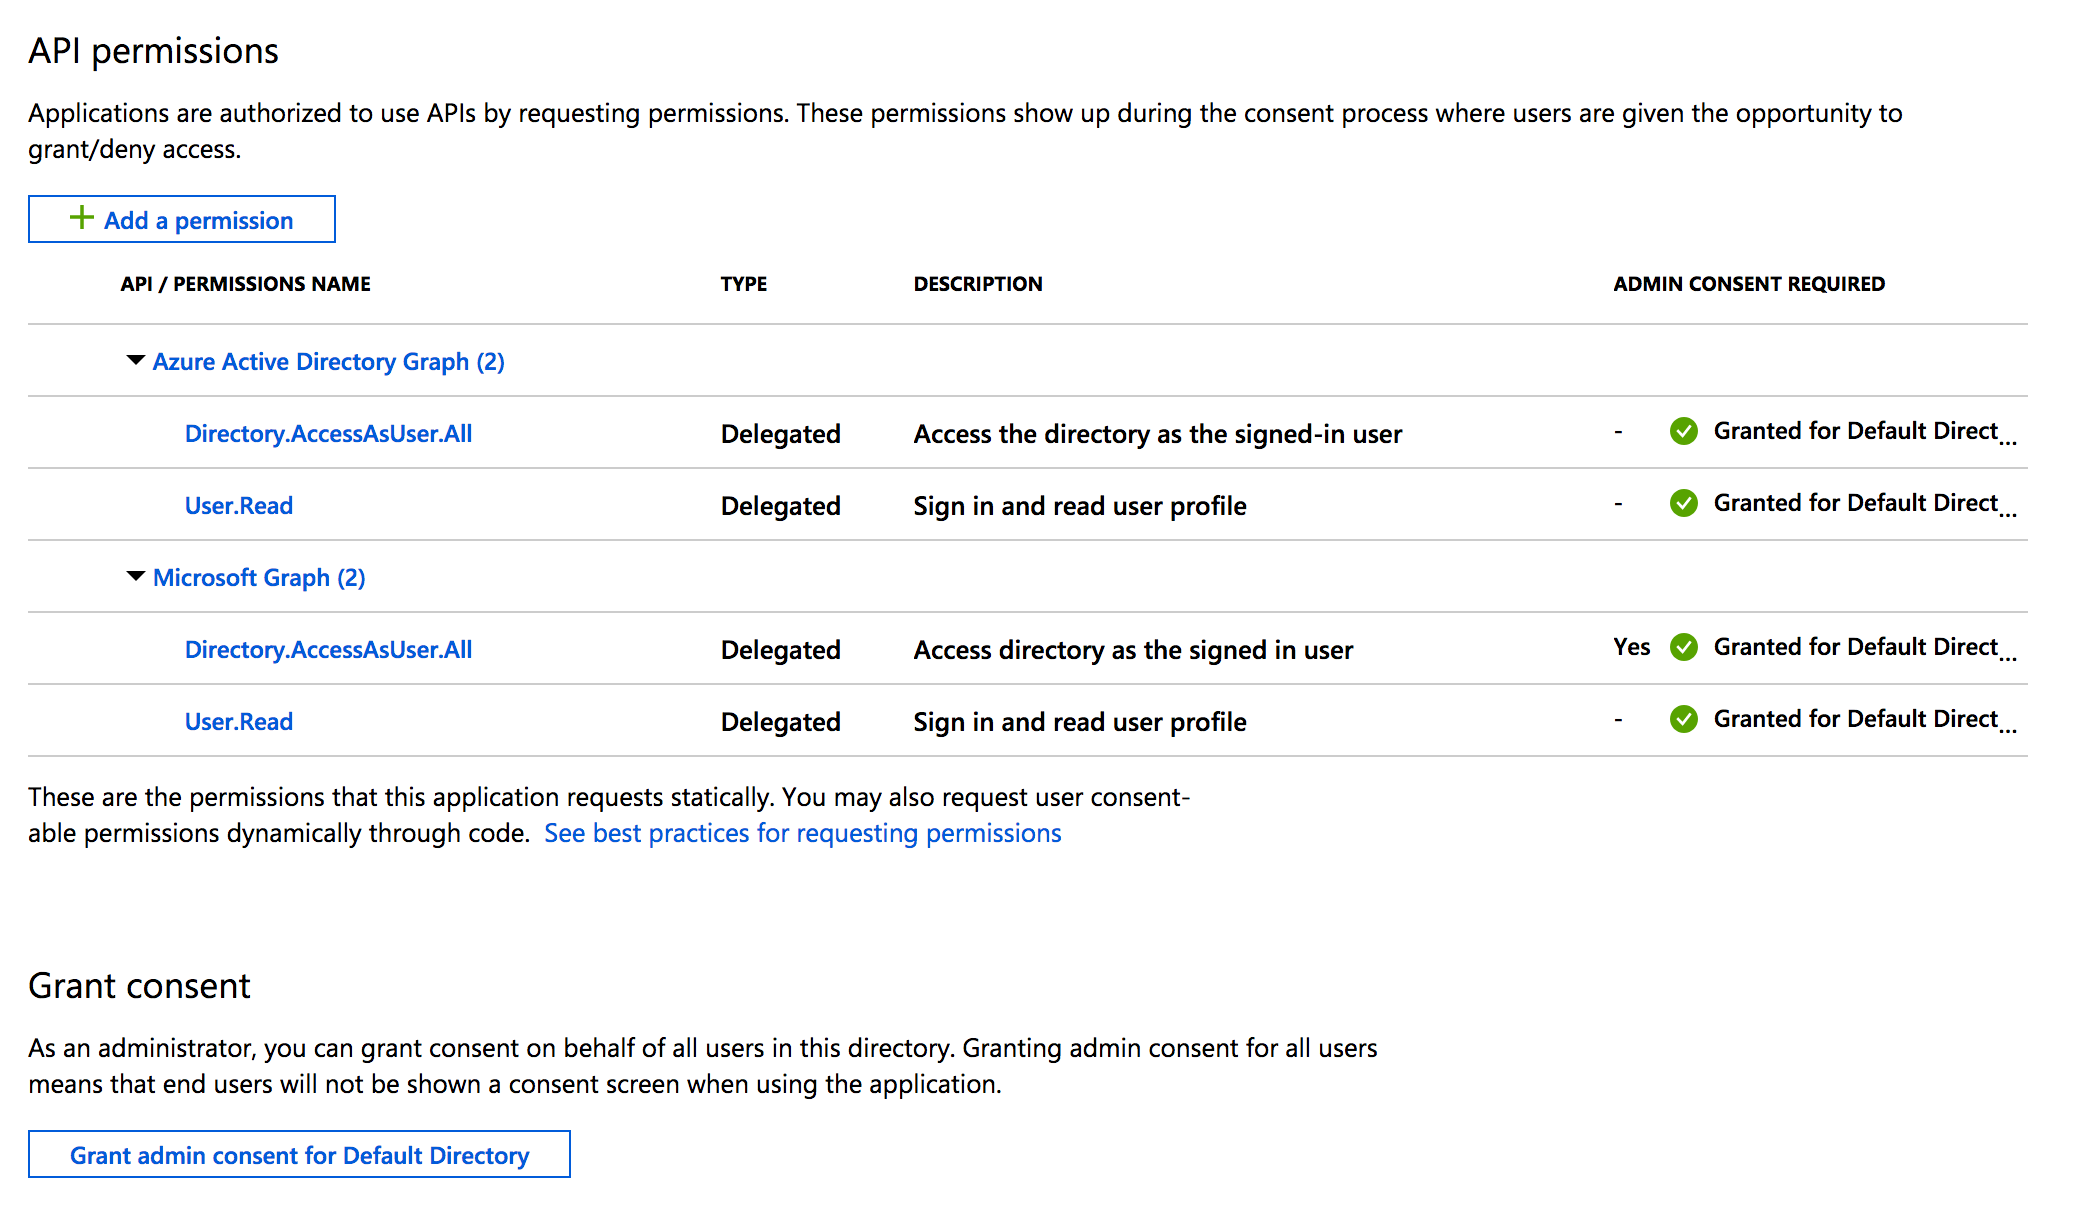 API permissions
Applications are authorized to use APIs by requesting permissions. These permissions show up during the consent process where users are given the opportunity to
grant/deny access.
Add a permission
API / PERMISSIONS NAME TYPE DESCRIPTION ADMIN CONSENT REQUIRED
Azure Active Directory Graph (2)
Directory.AccessAsUser.All Delegated Access the directory as the signed-in user - Granted for Default Direct...
User.Read Delegated Sign in and read user profile - Granted for Default Direct...
Microsoft Graph (2)
Directory.AccessAsUser.All Delegated Access directory as the signed in user Yes Granted for Default Direct...
User.Read Delegated Sign in and read user profile - Granted for Default Direct...
These are the permissions that this application requests statically. You may also request user consent-
able permissions dynamically through code. See best practices for requesting permissions
Grant consent
As an administrator, you can grant consent on behalf of all users in this directory. Granting admin consent for all users
means that end users will not be shown a consent screen when using the application.
Grant admin consent for Default Directory